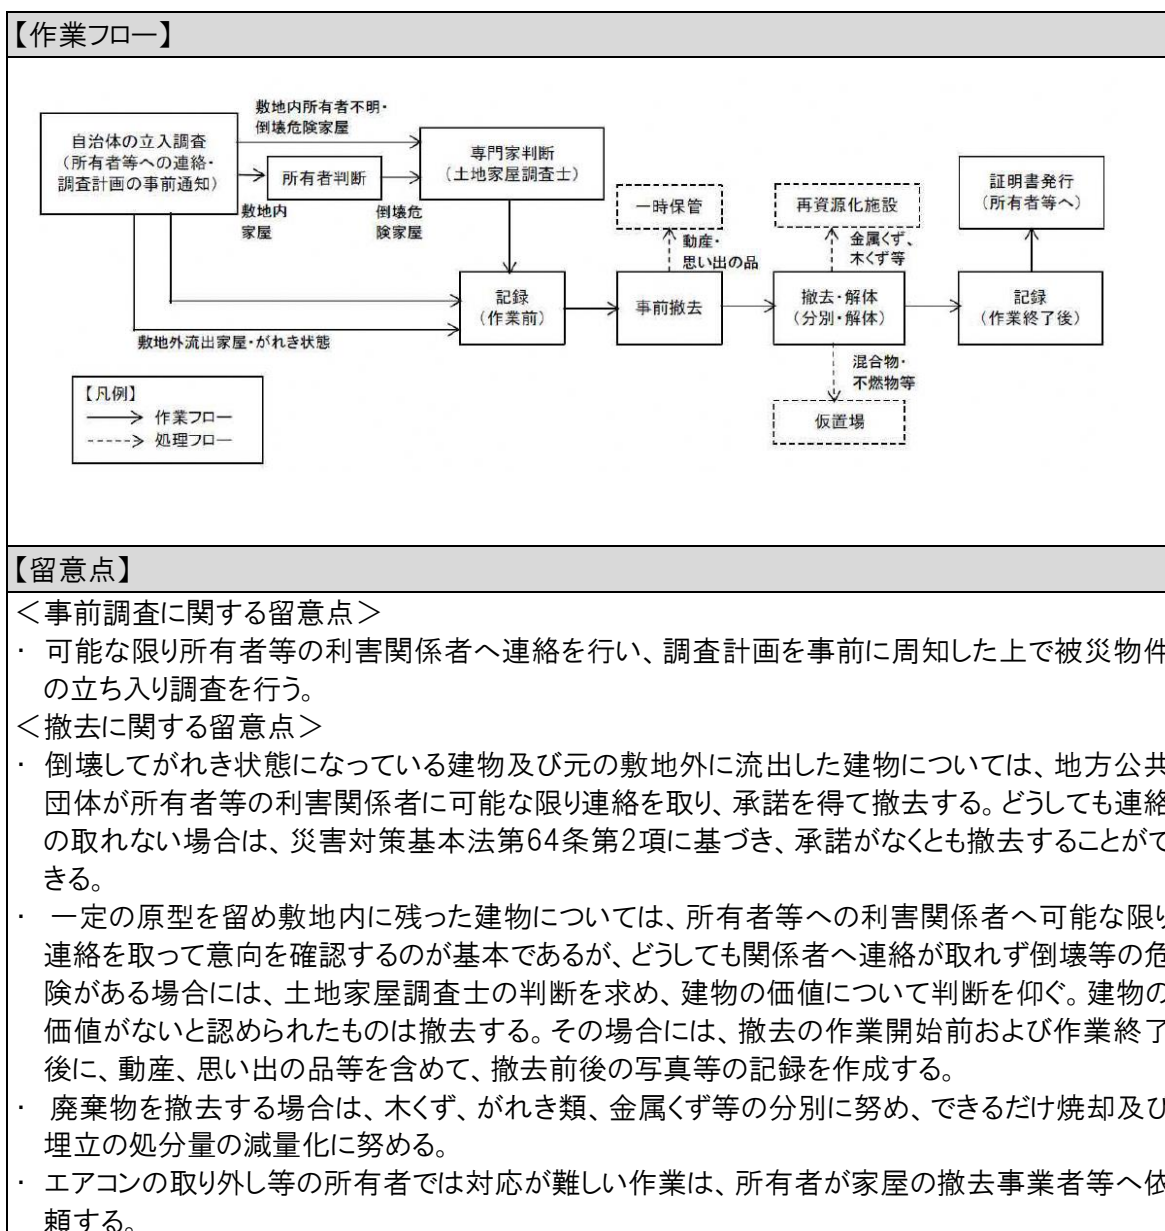 【作業フロー】
敷地内所有者不明・
倒壊危険家屋
自治体の立入調査
(所有者等への連絡・
調査計画の事前通知)
所有者判断
専門家判断
(土地家屋調査士)
敷地内
家屋
倒壊危
険家屋
一時保管
再資源化施設
証明書発行
(所有者等へ)
動産・
思い出の品
金属くず、
木くず等
記録
(作業前)
事前撤去
撤去・解体
(分別・解体)
記録
(作業終了後)
敷地外流出家屋・がれき状態
混合物・
不燃物等
仮置場
【凡例】
作業フロー
処理フロー
【留意点】
<事前調査に関する留意点>
・ 可能な限り所有者等の利害関係者へ連絡を行い、調査計画を事前に周知した上で被災物件
の立ち入り調査を行う。
<撤去に関する留意点>
・ 倒壊してがれき状態になっている建物及び元の敷地外に流出した建物については、地方公共
団体が所有者等の利害関係者に可能な限り連絡を取り、承諾を得て撤去する。どうしても連絡
の取れない場合は、災害対策基本法第64条第2項に基づき、承諾がなくとも撤去することがで
きる。
・ 一定の原型を留め敷地内に残った建物については、所有者等への利害関係者へ可能な限り
連絡を取って意向を確認するのが基本であるが、どうしても関係者へ連絡が取れず倒壊等の危
険がある場合には、土地家屋調査士の判断を求め、建物の価値について判断を仰ぐ。建物の
価値がないと認められたものは撤去する。その場合には、撤去の作業開始前および作業終了
後に、動産、思い出の品等を含めて、撤去前後の写真等の記録を作成する。
・ 廃棄物を撤去する場合は、木くず、がれき類、金属くず等の分別に努め、できるだけ焼却及び
埋立の処分量の減量化に努める。
・ エアコンの取り外し等の所有者では対応が難しい作業は、所有者が家屋の撤去事業者等へ依
頼する。